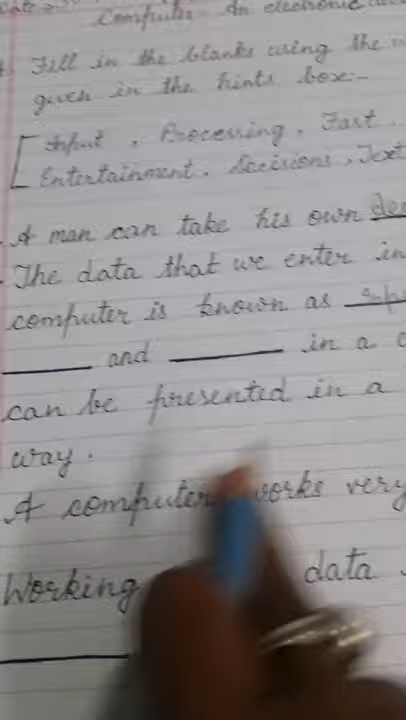 Computer An electronic
Fill in the blanks using the
given in the hints box:-
Input, Processing, Fast,
Entertainment, Decisions, Text
A man can take his own
The data that we enter in
computer is known as
_____ and _____ in a
can be presented in a
way.
A computer works very
Working data